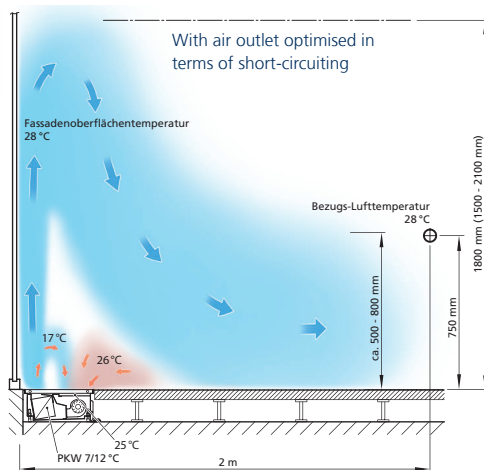 With air outlet optimised in
terms of short-circuiting
Fassadenoberflächentemperatur
28 °C
Bezugs-Lufttemperatur
28 °C
1800 mm (1500 - 2100 mm)
ca. 500 - 800 mm
750 mm
17 °C
26 °C
25 °C
PKW 7/12 °C
2 m